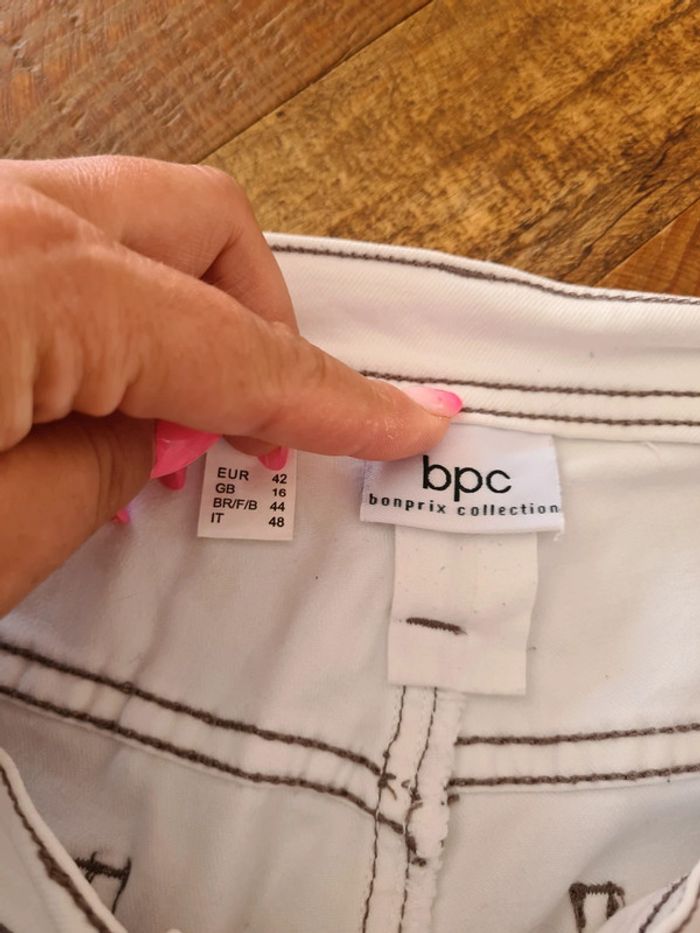 EUR 42
GB 16
BR/F/B 44
IT 48
bpc
bonprix collection